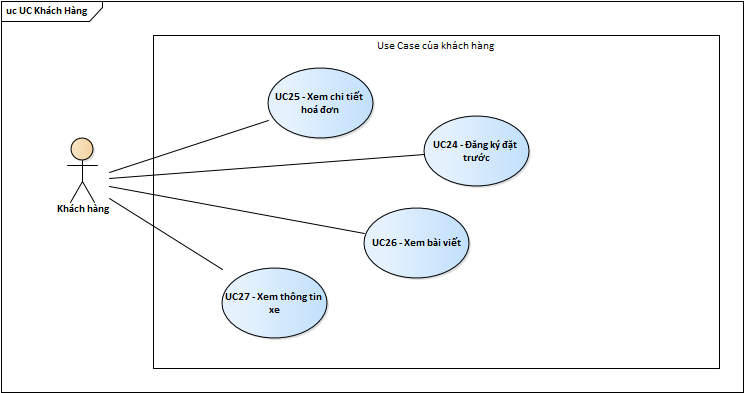 uc UC Khách Hàng
Use Case của khách hàng
UC25 - Xem chi tiết
hoá đơn
UC24 - Đăng ký đặt
trước
Khách hàng
UC26 - Xem bài viết
UC27 - Xem thông tin
xe